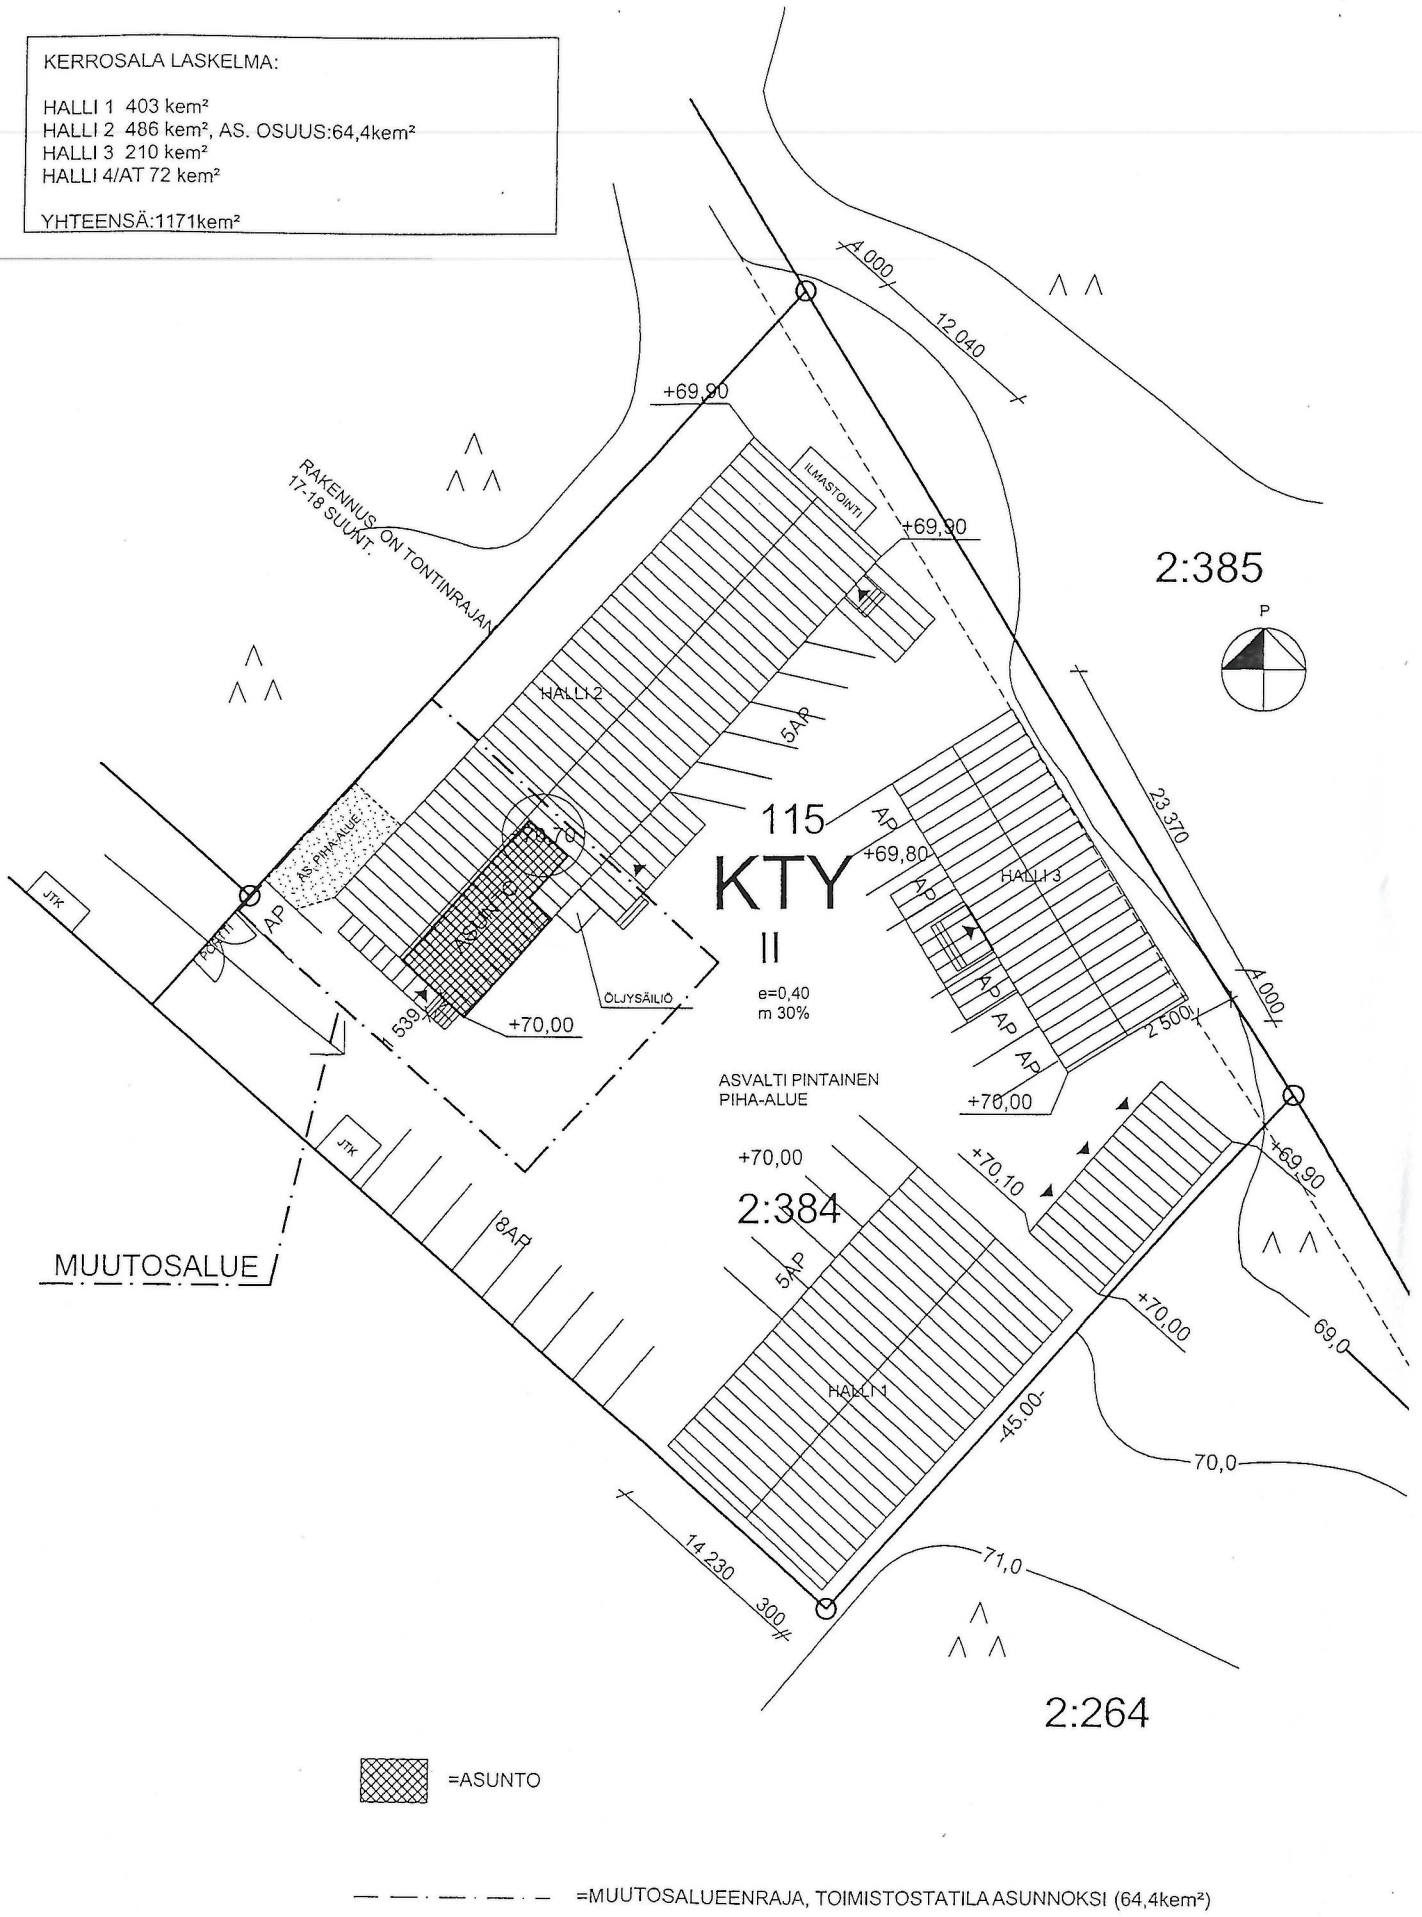 KERROSALA LASKELMA:
HALLI 1 403 kem²
HALLI 2 486 kem², AS. OSUUS:64,4kem²
HALLI 3 210 kem²
HALLI 4/AT 72 kem²
YHTEENSÄ:1171kem²
4 000
12 040
+69,90
ILMASTOINTI
RAKENNUS ON TONTINRAJAN
17-18 SUUNT.
+69,90
2:385
P
HALLI 2
5AP
23 370
115
KTY
II
e=0,40
m 30%
AP
+69,80
AP
HALLI 3
AS. PIHA-ALUE
JTK
AP
PORTTI
ÖLJYSÄILIÖ
539
+70,00
AP
AP
AP
2 500
4 000
+70,00
ASVALTI PINTAINEN
PIHA-ALUE
+70,00
2:384
+70,10
+69,90
JTK
8AP
5AP
MUUTOSALUE
+70,00
69,0
HALLI 1
-45.00-
70,0
14 230
300
71,0
2:264
=ASUNTO
=MUUTOSALUEENRAJA, TOIMISTOSTATILA ASUNNOKSI (64,4kem²)